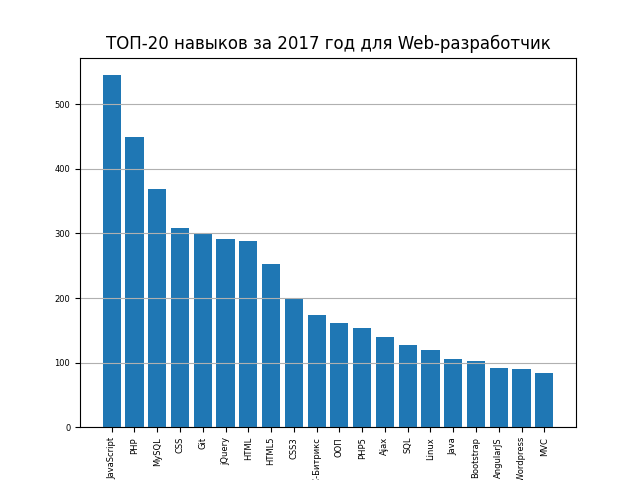 ТОП-20 навыков за 2017 год для Web-разработчик
500
400
300
200
100
0
JavaScript
PHP
MySQL
CSS
Git
jQuery
HTML
HTML5
CSS3
С-Битрикс
ООП
PHP5
Ajax
SQL
Linux
Java
Bootstrap
AngularJS
Wordpress
MVC